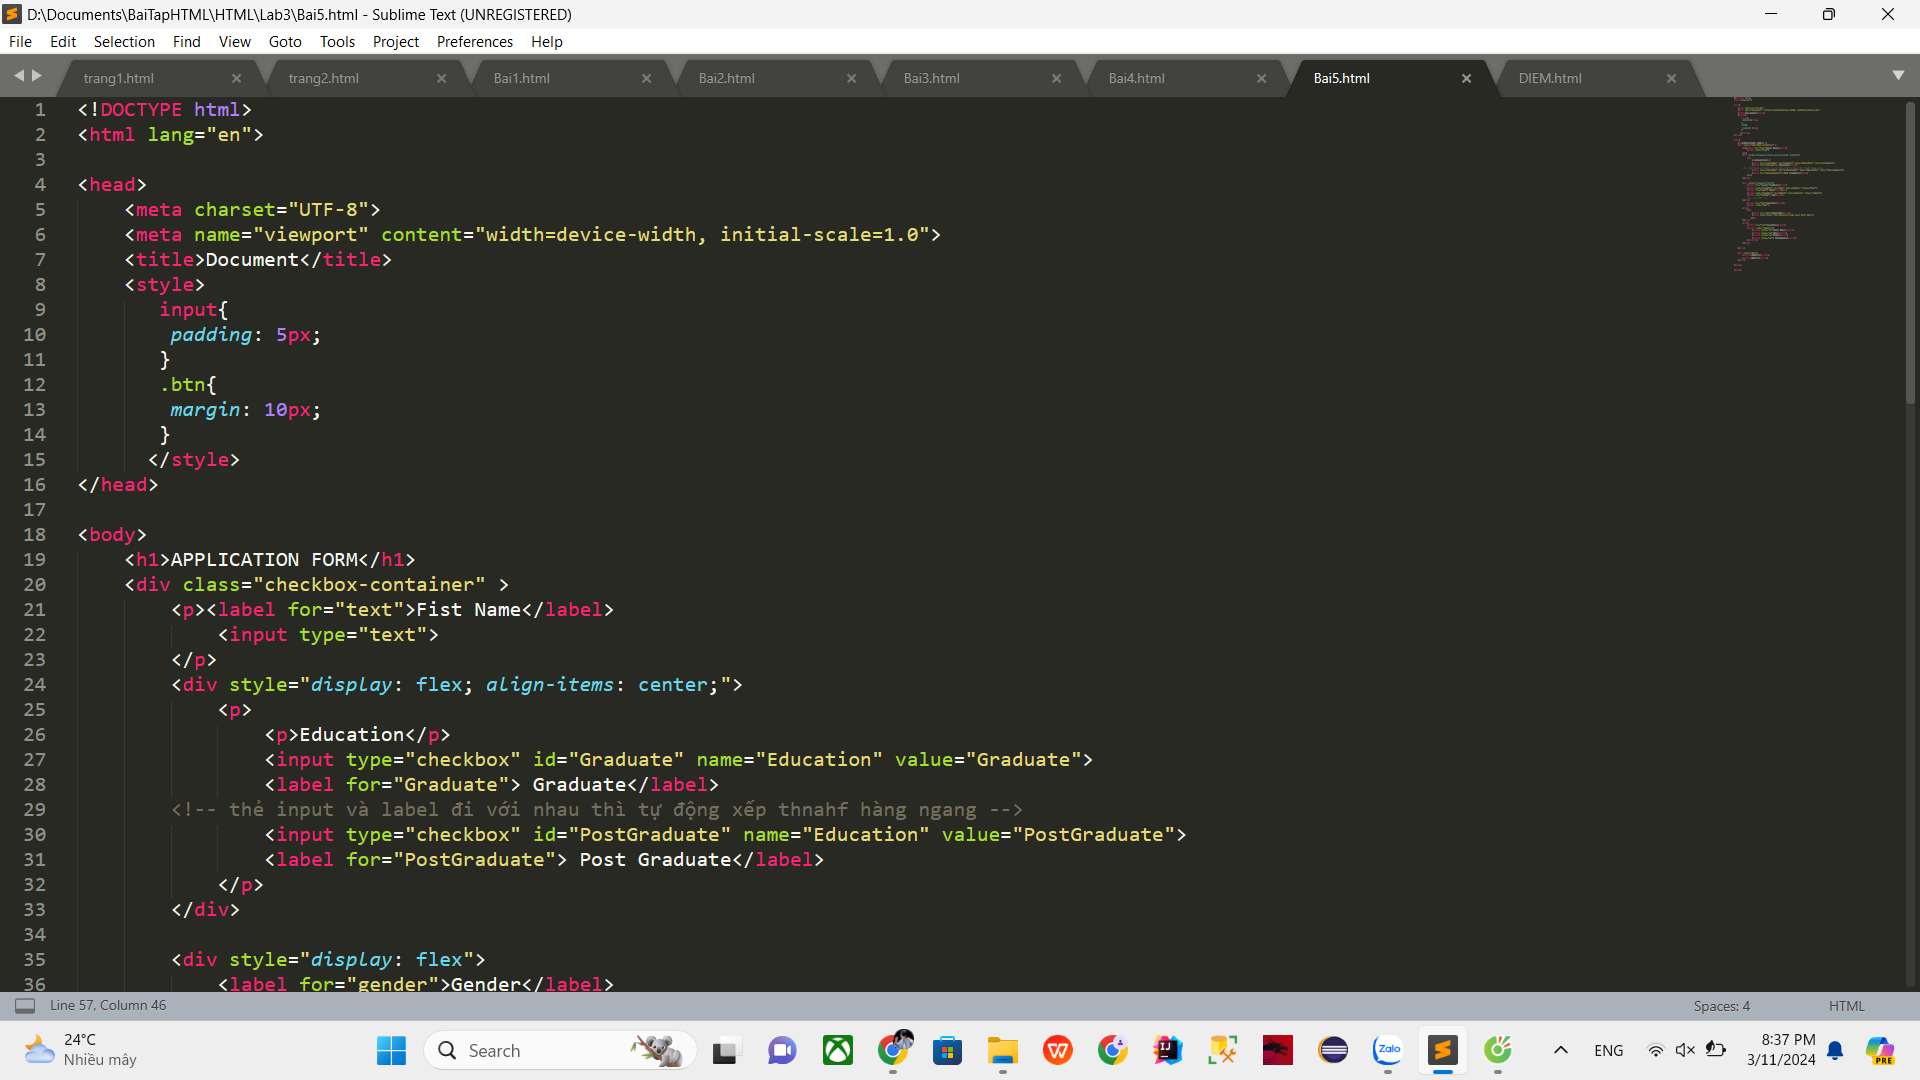 D:\Documents\BaiTapHTML\HTML\Lab3\Bai5.html - Sublime Text (UNREGISTERED)
File Edit Selection Find View Goto Tools Project Preferences Help
trang1.html trang2.html Bai1.html Bai2.html Bai3.html Bai4.html Bai5.html DIEM.html
1 <!DOCTYPE html>
2 <html lang="en">
3
4 <head>
5 <meta charset="UTF-8">
6 <meta name="viewport" content="width=device-width, initial-scale=1.0">
7 <title>Document</title>
8 <style>
9 input{
10 padding: 5px;
11 }
12 .btn{
13 margin: 10px;
14 }
15 </style>
16 </head>
17
18 <body>
19 <h1>APPLICATION FORM</h1>
20 <div class="checkbox-container" >
21 <p><label for="text">Fist Name</label>
22 <input type="text">
23 </p>
24 <div style="display: flex; align-items: center;">
25 <p>
26 <p>Education</p>
27 <input type="checkbox" id="Graduate" name="Education" value="Graduate">
28 <label for="Graduate"> Graduate</label>
29 <!-- thẻ input và label đi với nhau thì tự động xếp thnahf hàng ngang -->
30 <input type="checkbox" id="PostGraduate" name="Education" value="PostGraduate">
31 <label for="PostGraduate"> Post Graduate</label>
32 </p>
33 </div>
34
35 <div style="display: flex">
36 <label for="gender">Gender</label>
Line 57, Column 46 Spaces: 4 HTML
24°C
Nhiều mây
Search
Zalo
ENG
8:37 PM
3/11/2024
PRE